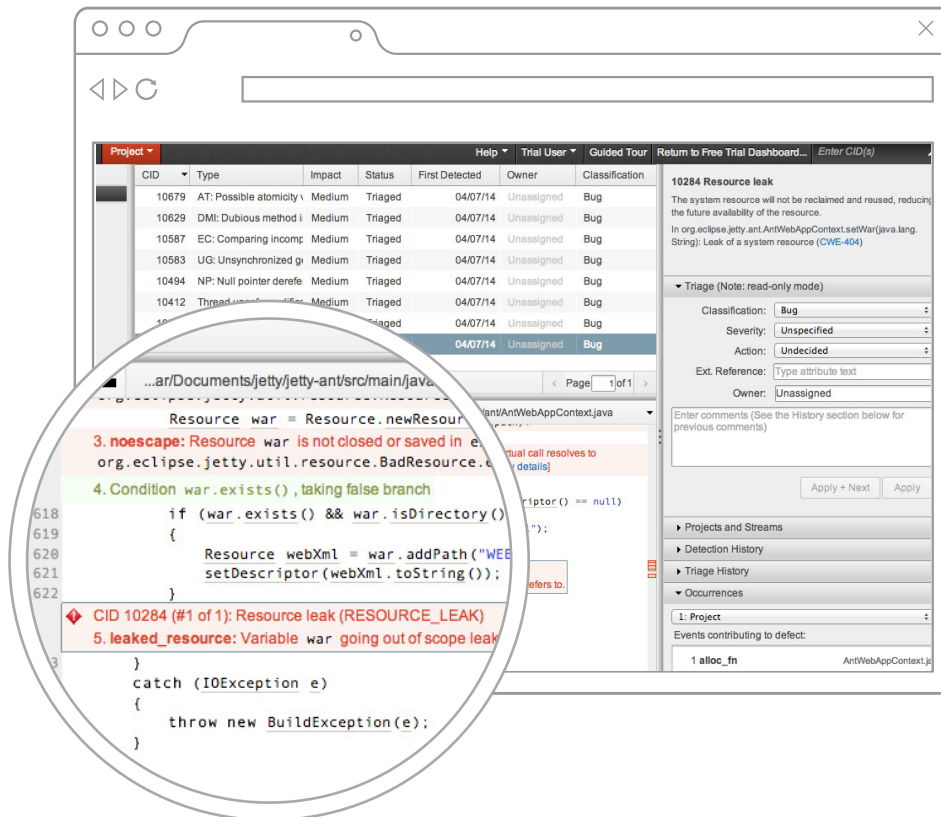 Project Help Trial User Guided Tour Return to Free Trial Dashboard... Enter CID(s)
CID Type Impact Status First Detected Owner Classification
10679 AT: Possible atomicity v Medium Triaged 04/07/14 Unassigned Bug
10629 DMI: Dubious method i Medium Triaged 04/07/14 Unassigned Bug
10587 EC: Comparing incomp Medium Triaged 04/07/14 Unassigned Bug
10583 UG: Unsynchronized ge Medium Triaged 04/07/14 Unassigned Bug
10494 NP: Null pointer derefe Medium Triaged 04/07/14 Unassigned Bug
10412 Medium Triaged 04/07/14 Unassigned Bug
04/07/14 Unassigned Bug
04/07/14 Unassigned Bug
Page 1 of 1
/ant/AntWebAppContext.java
rtual call resolves to
details]
riptor() == null)
");
efers to.
...ar/Documents/jetty/jetty-ant/src/main/java
Resource war = Resource.newResour
3. noescape: Resource war is not closed or saved in e
org.eclipse.jetty.util.resource.BadResource.e
4. Condition war.exists(), taking false branch
618 if (war.exists() && war.isDirectory()
619 {
620 Resource webXml = war.addPath("WEB
621 setDescriptor(webXml.toString());
622 }
CID 10284 (#1 of 1): Resource leak (RESOURCE_LEAK)
5. leaked_resource: Variable war going out of scope leak
3 }
catch (IOException e)
{
throw new BuildException(e);
}
10284 Resource leak
The system resource will not be reclaimed and reused, reducing
the future availability of the resource.
In org.eclipse.jetty.ant.AntWebAppContext.setWar(java.lang.
String): Leak of a system resource (CWE-404)
Triage (Note: read-only mode)
Classification: Bug
Severity: Unspecified
Action: Undecided
Ext. Reference: Type attribute text
Owner: Unassigned
Enter comments (See the History section below for
previous comments)
Apply + Next Apply
Projects and Streams
Detection History
Triage History
Occurrences
1: Project
Events contributing to defect:
1 alloc_fn AntWebAppContext.ja